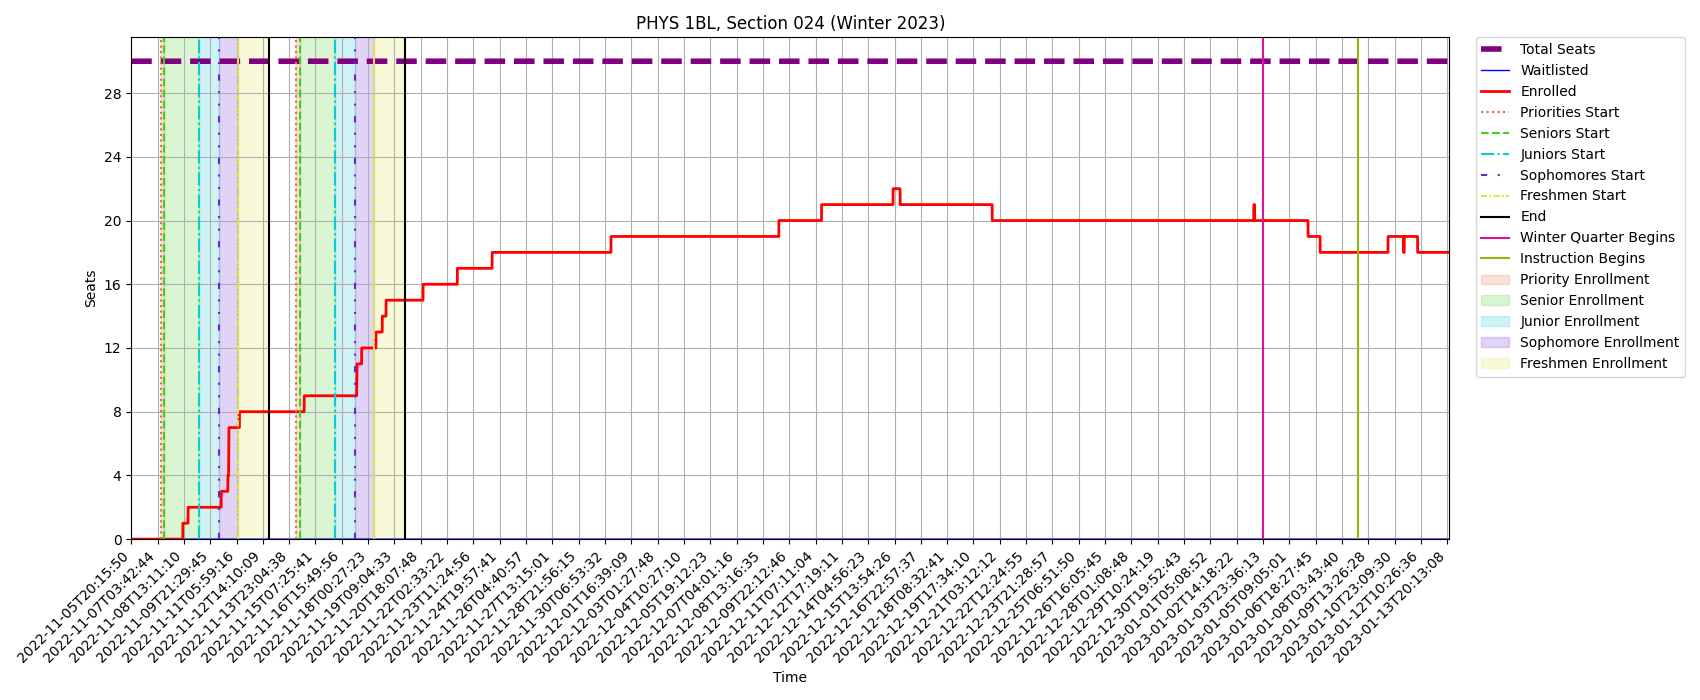 PHYS 1BL, Section 024 (Winter 2023)
Total Seats
Waitlisted
Enrolled
Priorities Start
Seniors Start
Juniors Start
Sophomores Start
Freshmen Start
End
Winter Quarter Begins
Instruction Begins
Priority Enrollment
Senior Enrollment
Junior Enrollment
Sophomore Enrollment
Freshmen Enrollment
Seats
28
24
20
16
12
8
4
0
2022-11-05T20:15:50
2022-11-07T03:42:44
2022-11-08T13:11:10
2022-11-09T21:29:45
2022-11-11T05:59:16
2022-11-12T14:10:09
2022-11-13T23:04:38
2022-11-15T07:25:41
2022-11-16T15:49:56
2022-11-18T00:27:23
2022-11-19T09:04:33
2022-11-20T18:07:48
2022-11-22T02:33:22
2022-11-23T11:24:56
2022-11-24T19:57:41
2022-11-26T04:40:57
2022-11-27T13:15:01
2022-11-28T21:56:15
2022-11-30T06:53:32
2022-12-01T16:39:09
2022-12-03T01:27:48
2022-12-04T10:27:10
2022-12-05T19:12:23
2022-12-07T04:01:16
2022-12-08T13:16:35
2022-12-09T22:12:46
2022-12-11T07:11:04
2022-12-12T17:19:11
2022-12-14T04:56:23
2022-12-15T13:54:26
2022-12-16T22:57:37
2022-12-18T08:32:41
2022-12-19T17:34:10
2022-12-21T03:12:12
2022-12-22T12:24:55
2022-12-23T21:28:57
2022-12-25T06:51:50
2022-12-26T16:05:45
2022-12-28T01:08:48
2022-12-29T10:24:19
2022-12-30T19:52:43
2023-01-01T05:08:52
2023-01-02T14:18:22
2023-01-03T23:36:13
2023-01-05T09:05:01
2023-01-06T18:27:45
2023-01-08T03:43:40
2023-01-09T13:26:28
2023-01-10T23:09:30
2023-01-12T10:26:36
2023-01-13T20:13:08
Time